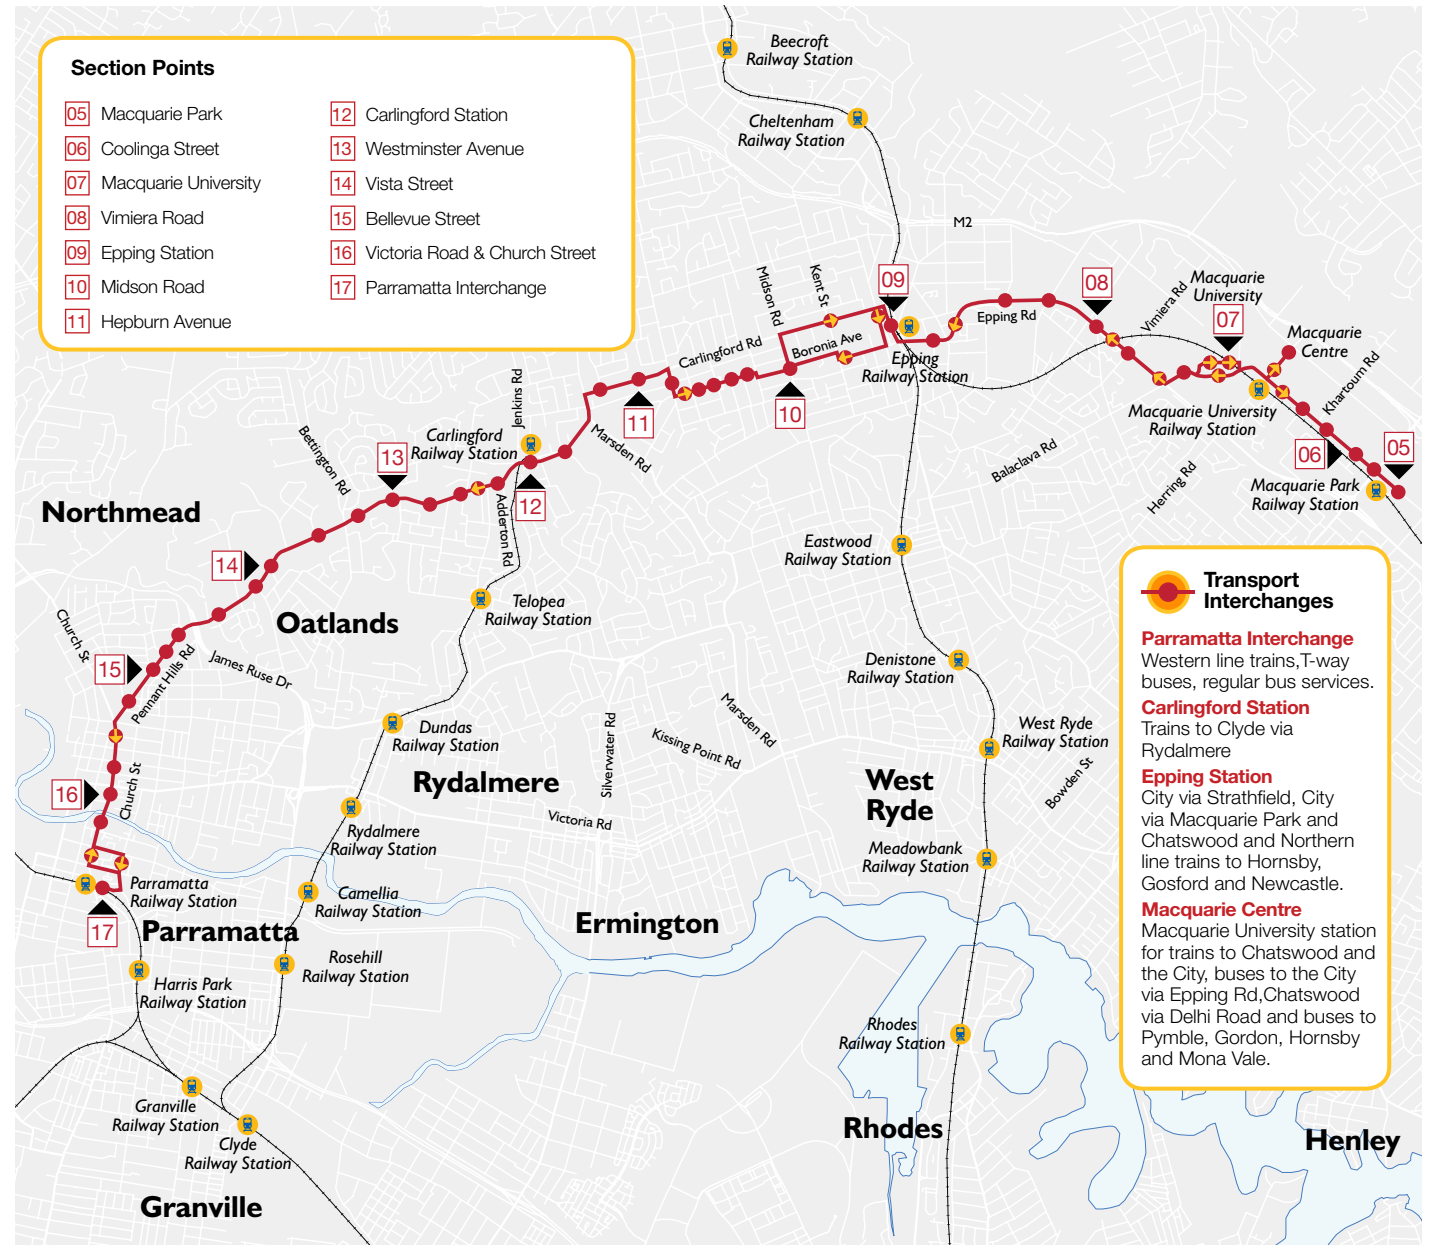 Section Points
05 Macquarie Park
06 Coolinga Street
07 Macquarie University
08 Vimiera Road
09 Epping Station
10 Midson Road
11 Hepburn Avenue
12 Carlingford Station
13 Westminster Avenue
14 Vista Street
15 Bellevue Street
16 Victoria Road & Church Street
17 Parramatta Interchange
Beecroft
Railway Station
Cheltenham
Railway Station
M2
Midson Rd
Kent St
09
08
Vimiera Rd
Macquarie
University
07
Macquarie
Centre
Khartoum Rd
Epping Rd
Carlingford Rd
Boronia Ave
Epping
Railway Station
10
11
Jenkins Rd
Marsden Rd
Macquarie University
Railway Station
06
05
Macquarie Park
Railway Station
Balaclava Rd
Herring Rd
Bettington Rd
13
Carlingford
Railway Station
12
Adderton Rd
Northmead
14
Eastwood
Railway Station
Oatlands
Telopea
Railway Station
Church St
15
Pennant Hills Rd
James Ruse Dr
Denistone
Railway Station
Dundas
Railway Station
Silverwater Rd
Kissing Point Rd
Marsden Rd
West Ryde
Railway Station
Rydalmere
West
Ryde
Bowden St
16
Church St
Victoria Rd
Rydalmere
Railway Station
Meadowbank
Railway Station
Parramatta
Railway Station
Camellia
Railway Station
17
Parramatta
Ermington
Rosehill
Railway Station
Harris Park
Railway Station
Rhodes
Railway Station
Granville
Railway Station
Clyde
Railway Station
Rhodes
Henley
Granville
Transport
Interchanges
Parramatta Interchange
Western line trains,T-way
buses, regular bus services.
Carlingford Station
Trains to Clyde via
Rydalmere
Epping Station
City via Strathfield, City
via Macquarie Park and
Chatswood and Northern
line trains to Hornsby,
Gosford and Newcastle.
Macquarie Centre
Macquarie University station
for trains to Chatswood and
the City, buses to the City
via Epping Rd,Chatswood
via Delhi Road and buses to
Pymble, Gordon, Hornsby
and Mona Vale.